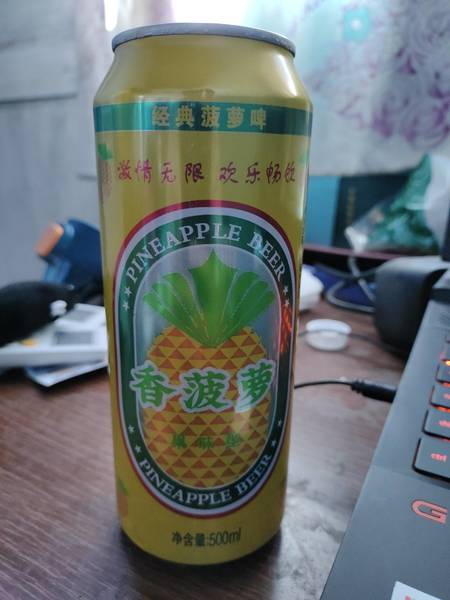 经典菠萝啤
激情无限 欢乐畅饮
★★ PINEAPPLE BEER ★★
香菠萝
★★ PINEAPPLE BEER ★★
净含量:500ml
ctrl
G